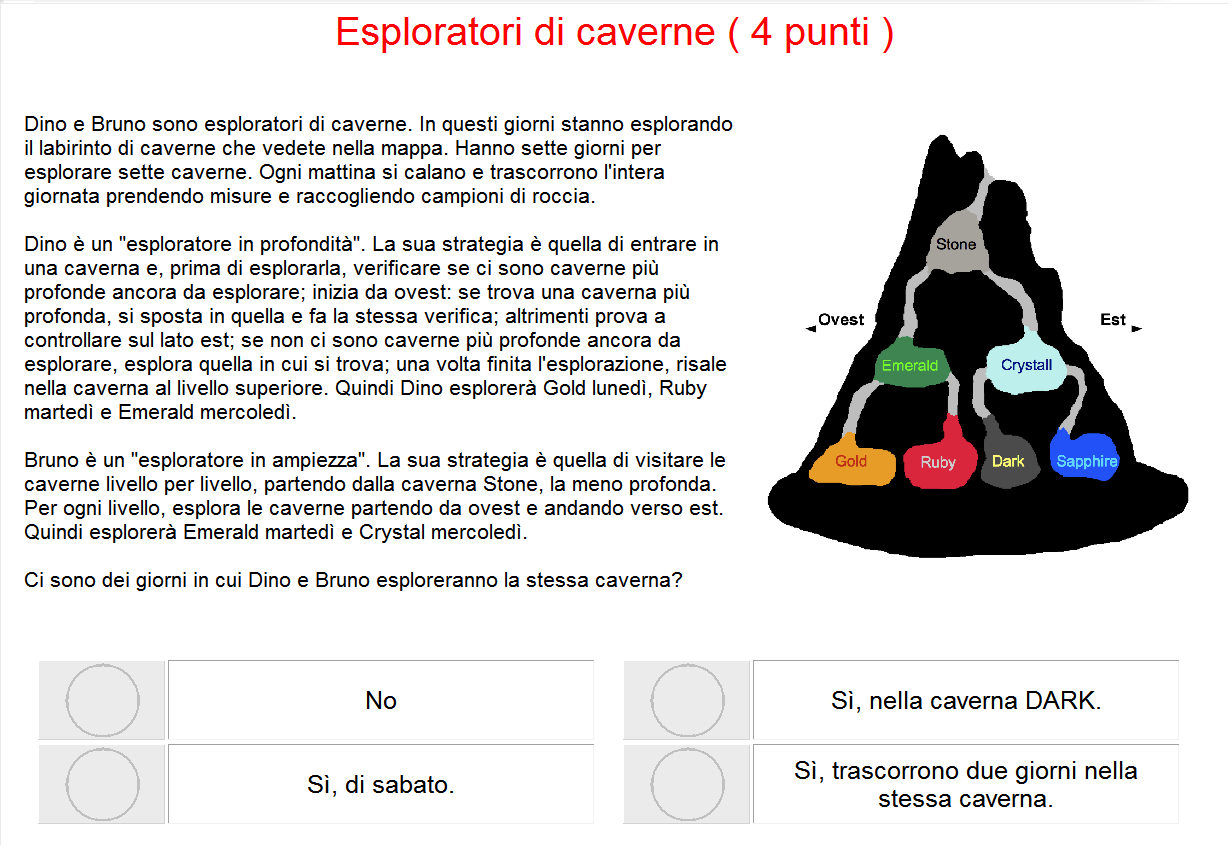 Esploratori di caverne ( 4 punti )
Dino e Bruno sono esploratori di caverne. In questi giorni stanno esplorando
il labirinto di caverne che vedete nella mappa. Hanno sette giorni per
esplorare sette caverne. Ogni mattina si calano e trascorrono l'intera
giornata prendendo misure e raccogliendo campioni di roccia.
Dino è un "esploratore in profondità". La sua strategia è quella di entrare in
una caverna e, prima di esplorarla, verificare se ci sono caverne più
profonde ancora da esplorare; inizia da ovest: se trova una caverna più
profonda, si sposta in quella e fa la stessa verifica; altrimenti prova a
controllare sul lato est; se non ci sono caverne più profonde ancora da
esplorare, esplora quella in cui si trova; una volta finita l'esplorazione, risale
nella caverna al livello superiore. Quindi Dino esplorerà Gold lunedì, Ruby
martedì e Emerald mercoledì.
Bruno è un "esploratore in ampiezza". La sua strategia è quella di visitare le
caverne livello per livello, partendo dalla caverna Stone, la meno profonda.
Per ogni livello, esplora le caverne partendo da ovest e andando verso est.
Quindi esplorerà Emerald martedì e Crystal mercoledì.
Ci sono dei giorni in cui Dino e Bruno esploreranno la stessa caverna?
Stone
Ovest
Est
Emerald
Crystall
Gold
Ruby
Dark
Sapphire
No
Sì, nella caverna DARK.
Sì, di sabato.
Sì, trascorrono due giorni nella
stessa caverna.